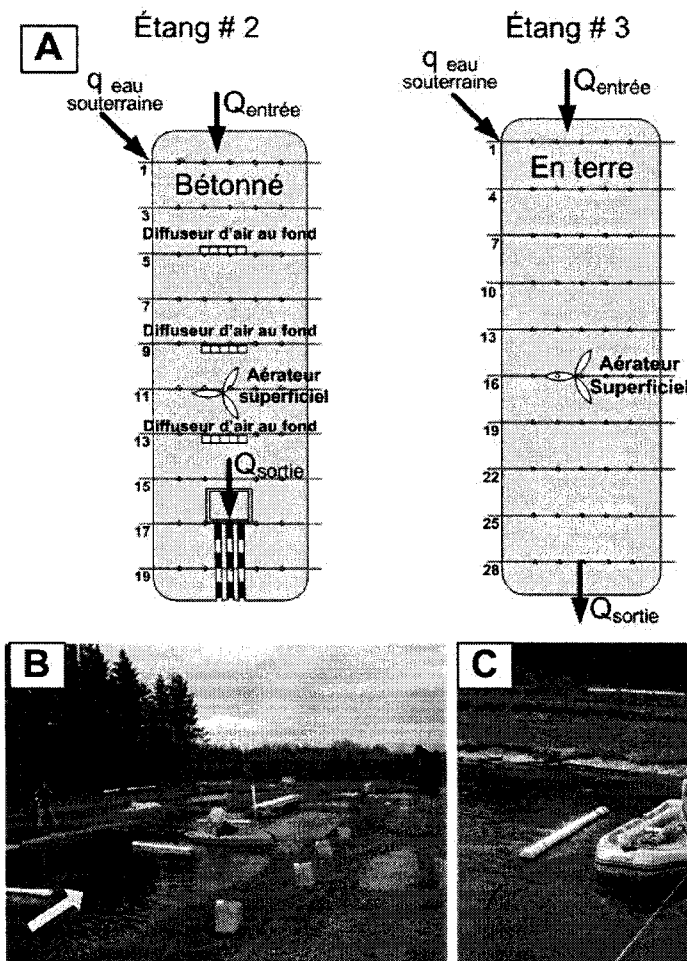 Étang # 2
Étang # 3
A
q eau
souterraine
Qentrée
q eau
souterraine
Qentrée
1
Bétonné
3
Diffuseur d'air au fond
5
7
Diffuseur d'air au fond
9
Aérateur
11
superficiel
Diffuseur d'air au fond
13
Qsortie
15
17
19
1
En terre
4
7
10
13
Aérateur
16
Superficiel
19
22
25
28
Qsortie
B
C